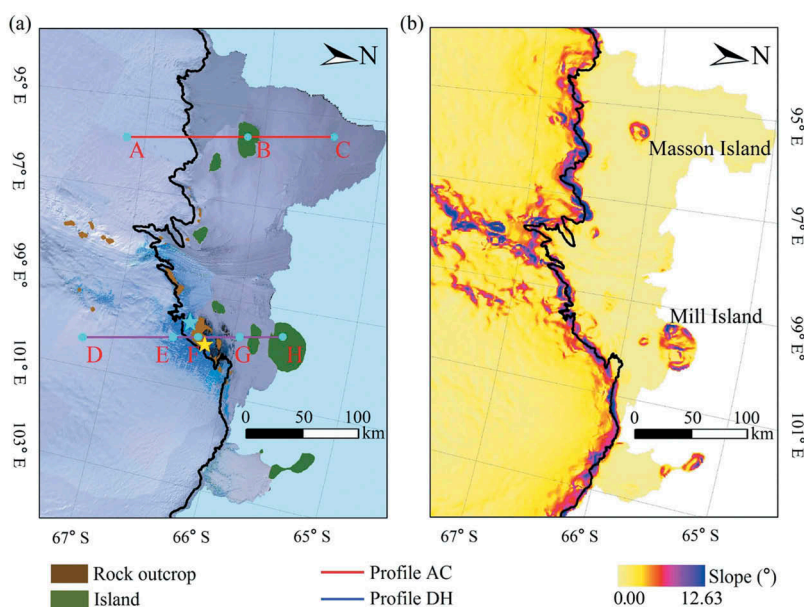 (a)
(b)
N
N
95°E
97°E
99°E
101°E
103°E
A
B
C
D
E
F
G
H
0 50 100
km
67° S
66° S
65° S
Masson Island
Mill Island
95°E
97°E
99°E
101°E
0 50 100
km
67° S
66° S
65° S
Rock outcrop
Island
Profile AC
Profile DH
Slope (°)
0.00
12.63